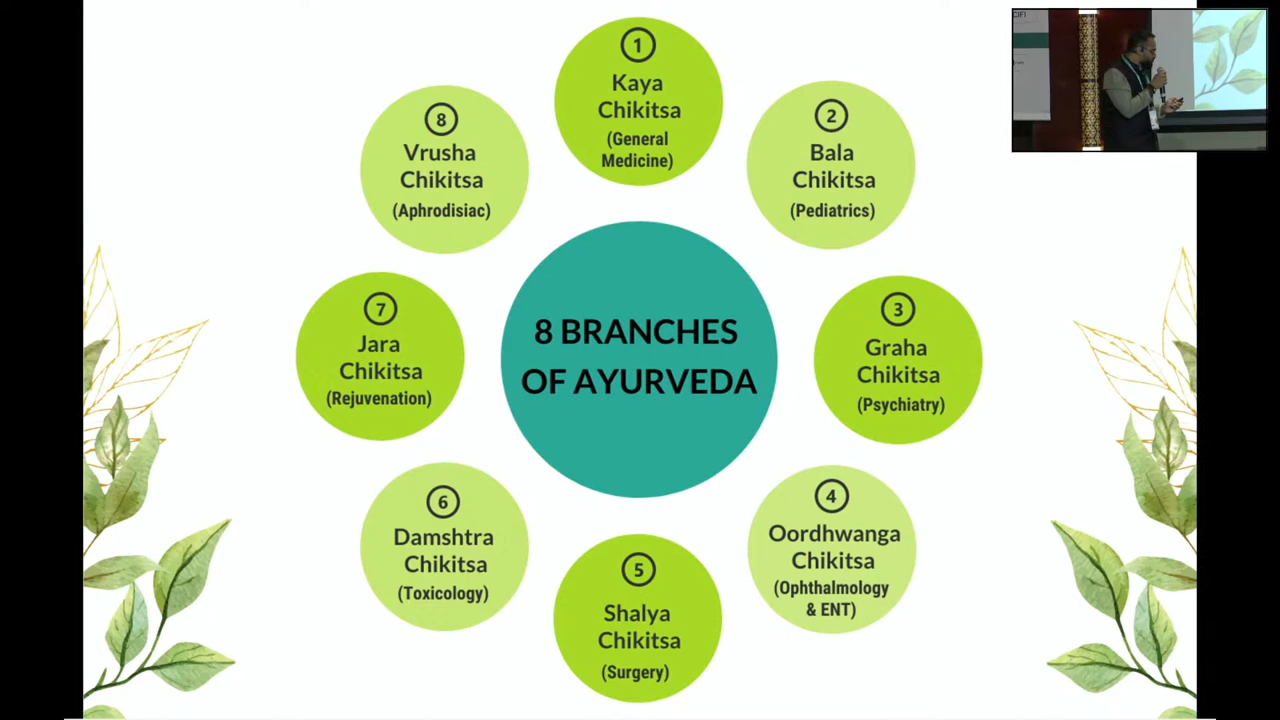 8 BRANCHES
OF AYURVEDA
1
Kaya
Chikitsa
(General
Medicine)
2
Bala
Chikitsa
(Pediatrics)
3
Graha
Chikitsa
(Psychiatry)
4
Oordhwanga
Chikitsa
(Ophthalmology
& ENT)
5
Shalya
Chikitsa
(Surgery)
6
Damshtra
Chikitsa
(Toxicology)
7
Jara
Chikitsa
(Rejuvenation)
8
Vrusha
Chikitsa
(Aphrodisiac)